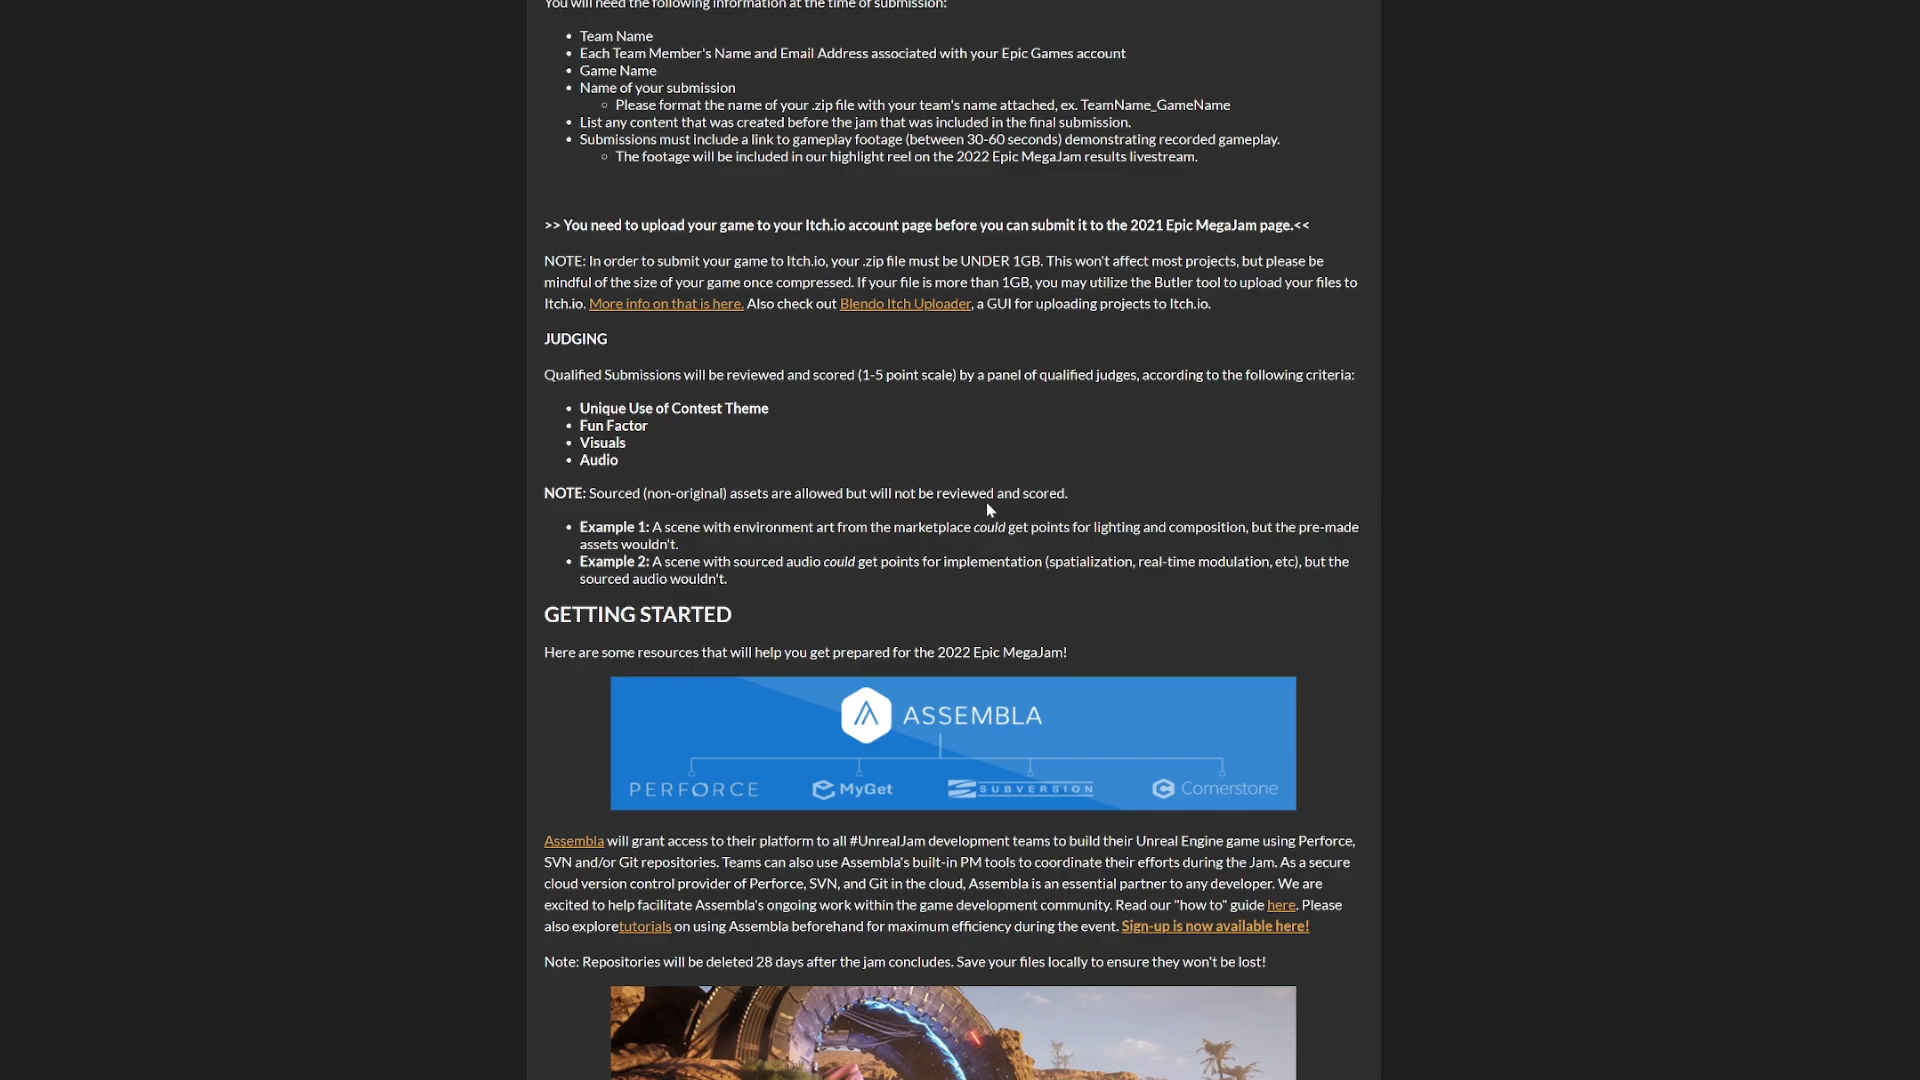 You will need the following information at the time of submission:
• Team Name
• Each Team Member's Name and Email Address associated with your Epic Games account
• Game Name
• Name of your submission
◦ Please format the name of your .zip file with your team's name attached, ex. TeamName_GameName
• List any content that was created before the jam that was included in the final submission.
• Submissions must include a link to gameplay footage (between 30-60 seconds) demonstrating recorded gameplay.
◦ The footage will be included in our highlight reel on the 2022 Epic MegaJam results livestream.
>> You need to upload your game to your Itch.io account page before you can submit it to the 2021 Epic MegaJam page.<<
NOTE: In order to submit your game to Itch.io, your .zip file must be UNDER 1GB. This won't affect most projects, but please be
mindful of the size of your game once compressed. If your file is more than 1GB, you may utilize the Butler tool to upload your files to
Itch.io. More info on that is here. Also check out Blendo Itch Uploader, a GUI for uploading projects to Itch.io.
JUDGING
Qualified Submissions will be reviewed and scored (1-5 point scale) by a panel of qualified judges, according to the following criteria:
• Unique Use of Contest Theme
• Fun Factor
• Visuals
• Audio
NOTE: Sourced (non-original) assets are allowed but will not be reviewed and scored.
• Example 1: A scene with environment art from the marketplace could get points for lighting and composition, but the pre-made
assets wouldn't.
• Example 2: A scene with sourced audio could get points for implementation (spatialization, real-time modulation, etc), but the
sourced audio wouldn't.
GETTING STARTED
Here are some resources that will help you get prepared for the 2022 Epic MegaJam!
ASSEMBLA
PERFORCE MyGet SUBVERSION Cornerstone
Assembla will grant access to their platform to all #UnrealJam development teams to build their Unreal Engine game using Perforce,
SVN and/or Git repositories. Teams can also use Assembla's built-in PM tools to coordinate their efforts during the Jam. As a secure
cloud version control provider of Perforce, SVN, and Git in the cloud, Assembla is an essential partner to any developer. We are
excited to help facilitate Assembla's ongoing work within the game development community. Read our "how to" guide here. Please
also exploretutorials on using Assembla beforehand for maximum efficiency during the event. Sign-up is now available here!
Note: Repositories will be deleted 28 days after the jam concludes. Save your files locally to ensure they won't be lost!